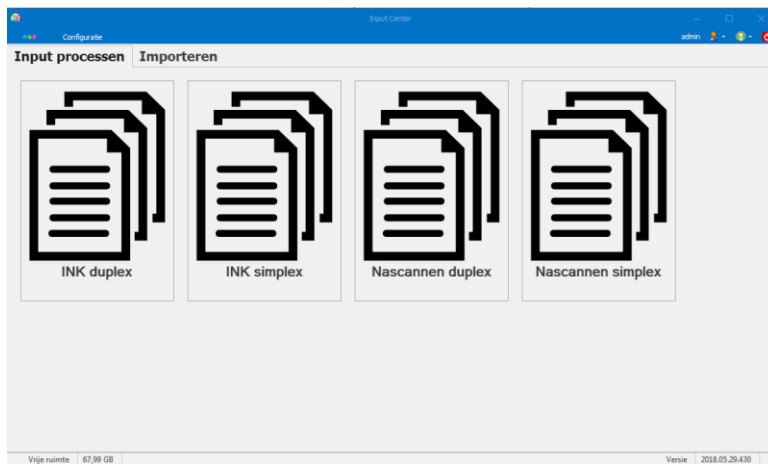 Input Center
Configuratie
admin
Input processen Importeren
INK duplex
INK simplex
Nascannen duplex
Nascannen simplex
Vrije ruimte 67,99 GB
Versie 2018.05.29.430